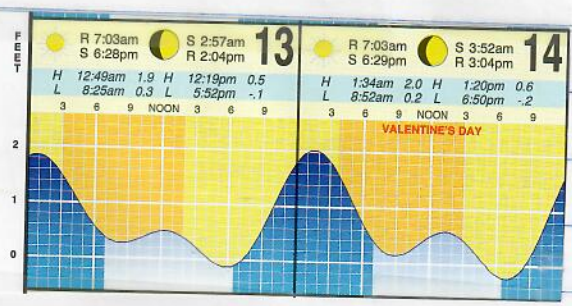 FEET
R 7:03am S 2:57am 13
S 6:28pm R 2:04pm
H 12:49am 1.9 H 12:19pm 0.5
L 8:25am 0.3 L 5:52pm -.1
3 6 9 NOON 3 6 9
R 7:03am S 3:52am 14
S 6:29pm R 3:04pm
H 1:34am 2.0 H 1:20pm 0.6
L 8:52am 0.2 L 6:50pm -.2
3 6 9 NOON 3 6 9
VALENTINE'S DAY
2
1
0